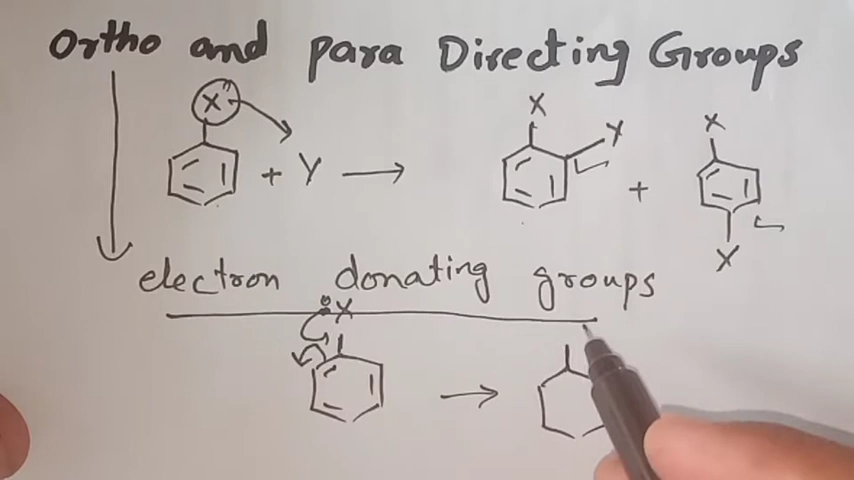 Ortho and para Directing Groups
X X X
Y
+ Y → +
X
electron donating groups
X
→